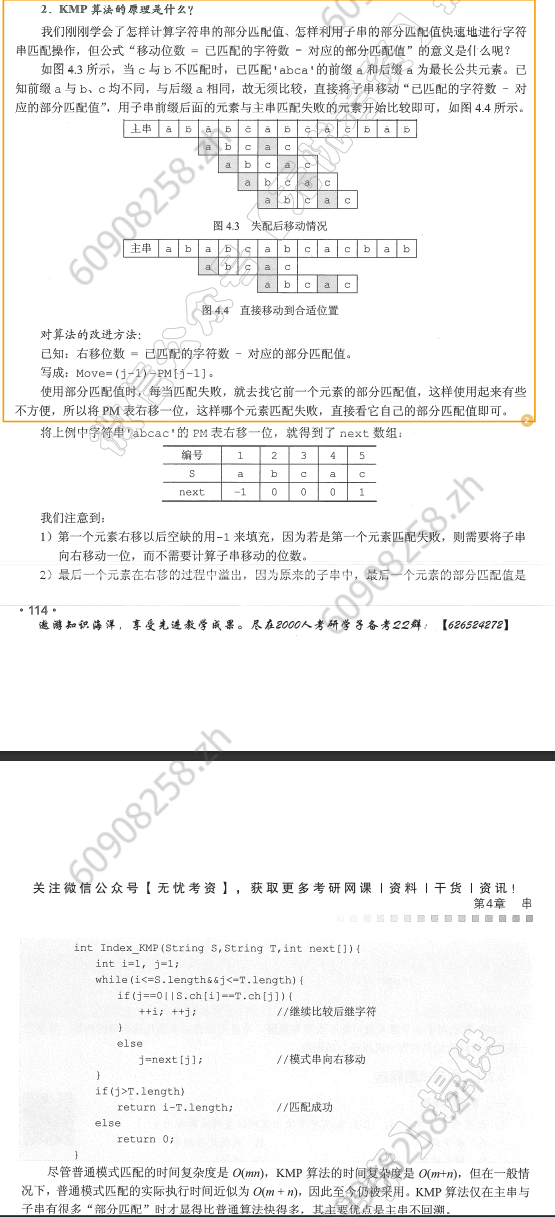 2．KMP 算法的原理是什么？
我们刚刚学会了怎样计算字符串的部分匹配值、怎样利用子串的部分匹配值快速地进行字符
串匹配操作，但公式“移动位数 = 已匹配的字符数 - 对应的部分匹配值”的意义是什么呢？
如图 4.3 所示，当 c 与 b 不匹配时，已匹配'abca'的前缀 a 和后缀 a 为最长公共元素。已
知前缀 a 与 b、c 均不同，与后缀 a 相同，故无须比较，直接将子串移动“已匹配的字符数 - 对
应的部分匹配值”，用子串前缀后面的元素与主串匹配失败的元素开始比较即可，如图 4.4 所示。
主串 a b a b c a b c a c b a b
a b c a c
a b c a c
a b c a c
a b c a c
图 4.3 失配后移动情况
主串 a b a b c a b c a c b a b
a b c a c
a b c a c
图 4.4 直接移动到合适位置
对算法的改进方法：
已知：右移位数 = 已匹配的字符数 - 对应的部分匹配值。
写成：Move=(j-1)-PM[j-1]。
使用部分匹配值时，每当匹配失败，就去找它前一个元素的部分匹配值，这样使用起来有些
不方便，所以将 PM 表右移一位，这样哪个元素匹配失败，直接看它自己的部分匹配值即可。
2
将上例中字符串'abcac'的 PM 表右移一位，就得到了 next 数组：
编号 1 2 3 4 5
S a b c a c
next -1 0 0 0 1
我们注意到：
1）第一个元素右移以后空缺的用-1 来填充，因为若是第一个元素匹配失败，则需要将子串
向右移动一位，而不需要计算子串移动的位数。
2）最后一个元素在右移的过程中溢出，因为原来的子串中，最后一个元素的部分匹配值是
• 114 •
遨游知识海洋，享受先进教学成果。尽在2000人考研学子备考QQ群：【626524272】
60908258.zh
关注微信公众号【无忧考资】，获取更多考研网课丨资料丨干货丨资讯！
第4章 串
int Index_KMP(String S,String T,int next[]){
int i=1, j=1;
while(i<=S.length&&j<=T.length){
if(j==0||S.ch[i]==T.ch[j]){
++i; ++j; //继续比较后继字符
}
else
j=next[j]; //模式串向右移动
}
if(j>T.length)
return i-T.length; //匹配成功
else
return 0;
}
尽管普通模式匹配的时间复杂度是 O(mn)，KMP 算法的时间复杂度是 O(m+n)，但在一般情
况下，普通模式匹配的实际执行时间近似为 O(m + n)，因此至今仍被采用。KMP 算法仅在主串与
子串有很多“部分匹配”时才显得比普通算法快得多，其主要优点是主串不回溯。